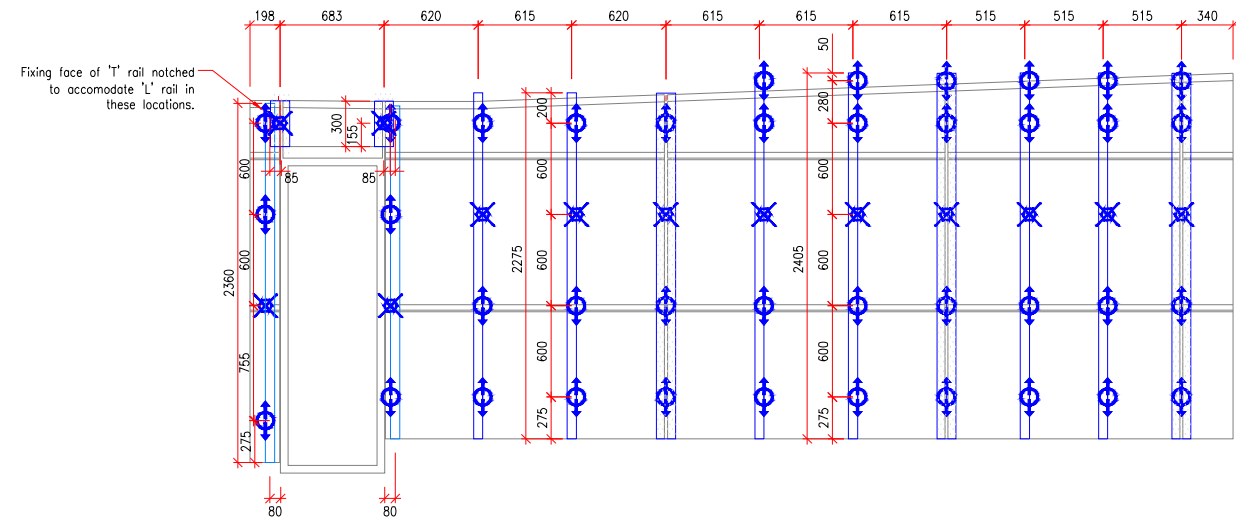 198 683 620 615 620 615 615 615 515 515 515 340
50
Fixing face of 'T' rail notched
to accomodate 'L' rail in
these locations.
280
200
300
155
600 600 600
85 85
2360 600 2275 600 2405 600
755 600 600
275 275 275
80 80